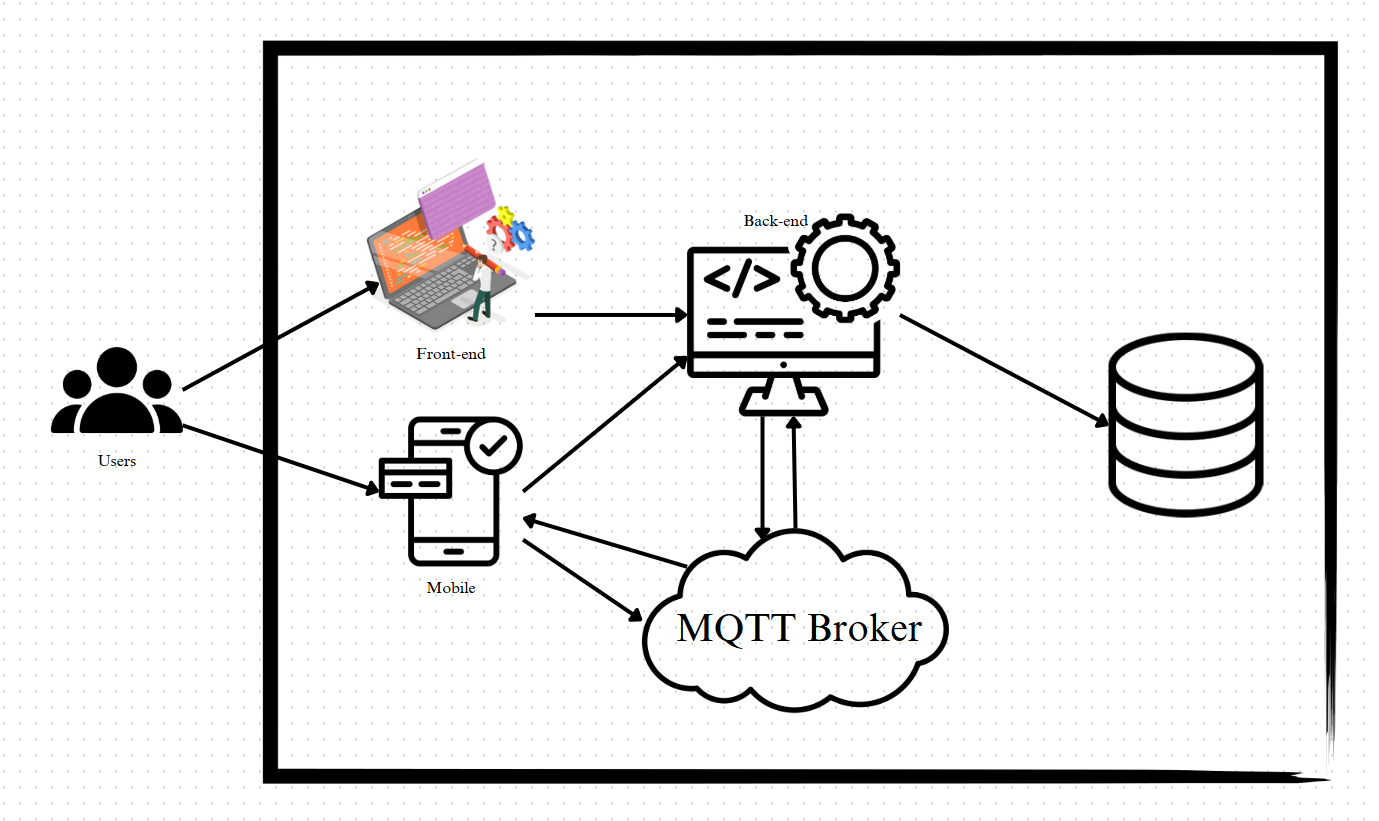 Back-end
</>
Front-end
Users
Mobile
MQTT Broker